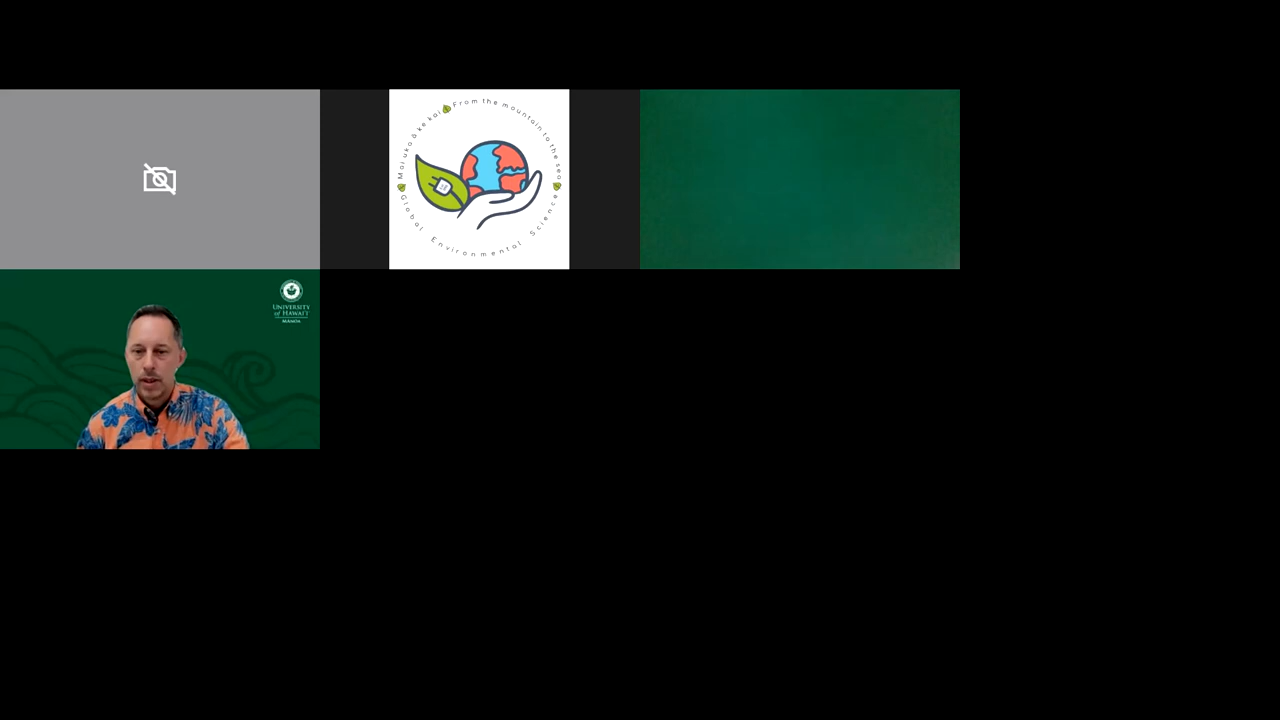 Mai uka a ke kai
From the mountain to the sea
Global Environmental Science
UNIVERSITY
of HAWAI'I
MĀNOA